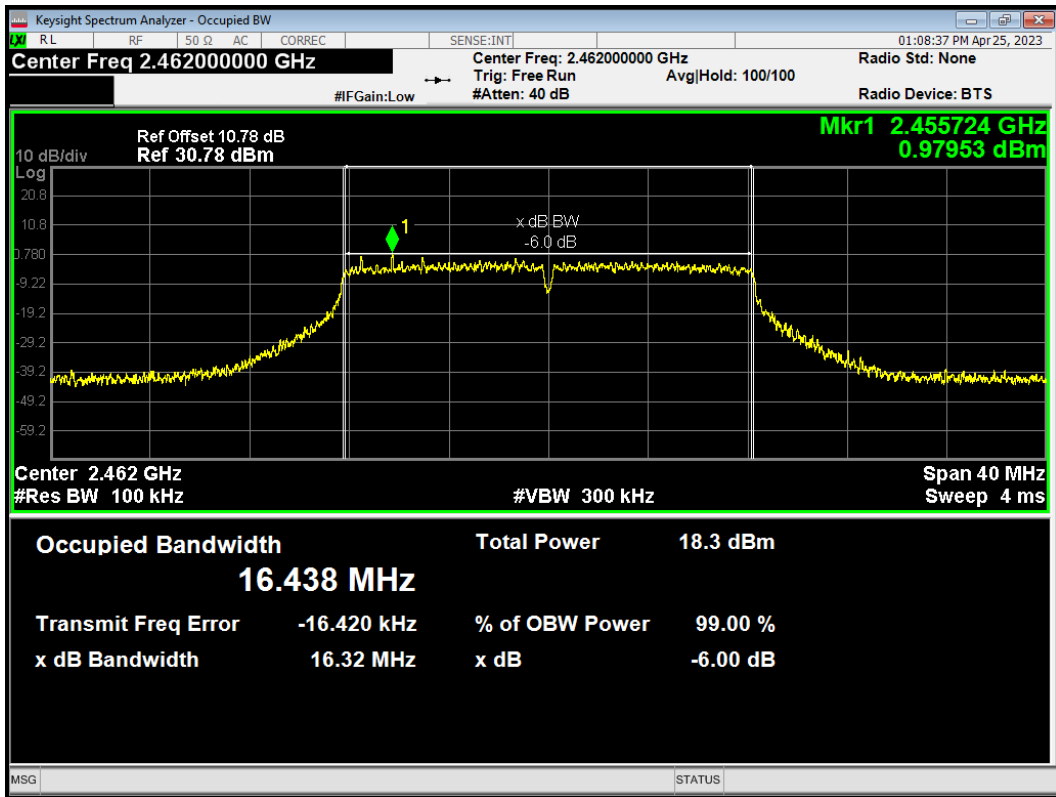 Keysight Spectrum Analyzer - Occupied BW
LXI RL RF 50 Ω AC CORREC SENSE:INT 01:08:37 PM Apr 25, 2023
Center Freq 2.462000000 GHz
Center Freq: 2.462000000 GHz Radio Std: None
Trig: Free Run Avg|Hold: 100/100
#IFGain:Low #Atten: 40 dB Radio Device: BTS
Mkr1 2.455724 GHz
0.97953 dBm
Ref Offset 10.78 dB
10 dB/div Ref 30.78 dBm
Log
20.8
10.8
0.780
-9.22
-19.2
-29.2
-39.2
-49.2
-59.2
1
x dB BW
-6.0 dB
Center 2.462 GHz Span 40 MHz
#Res BW 100 kHz #VBW 300 kHz Sweep 4 ms
Occupied Bandwidth Total Power 18.3 dBm
16.438 MHz
Transmit Freq Error -16.420 kHz % of OBW Power 99.00 %
x dB Bandwidth 16.32 MHz x dB -6.00 dB
MSG STATUS